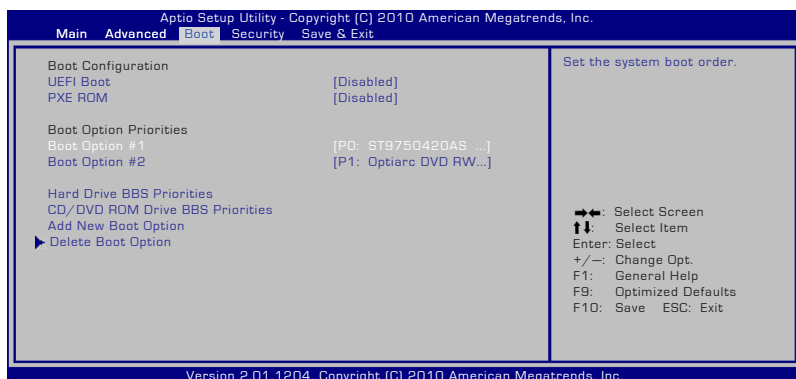 Aptio Setup Utility - Copyright (C) 2010 American Megatrends, Inc.
Main Advanced Boot Security Save & Exit
Boot Configuration
UEFI Boot [Disabled]
PXE ROM [Disabled]
Boot Option Priorities
Boot Option #1 [P0: ST9750420AS ...]
Boot Option #2 [P1: Optiarc DVD RW...]
Hard Drive BBS Priorities
CD/DVD ROM Drive BBS Priorities
Add New Boot Option
Delete Boot Option
Set the system boot order.
→←: Select Screen
↑↓: Select Item
Enter: Select
+/—: Change Opt.
F1: General Help
F9: Optimized Defaults
F10: Save ESC: Exit
Version 2.01.1204. Copyright (C) 2010 American Megatrends, Inc.